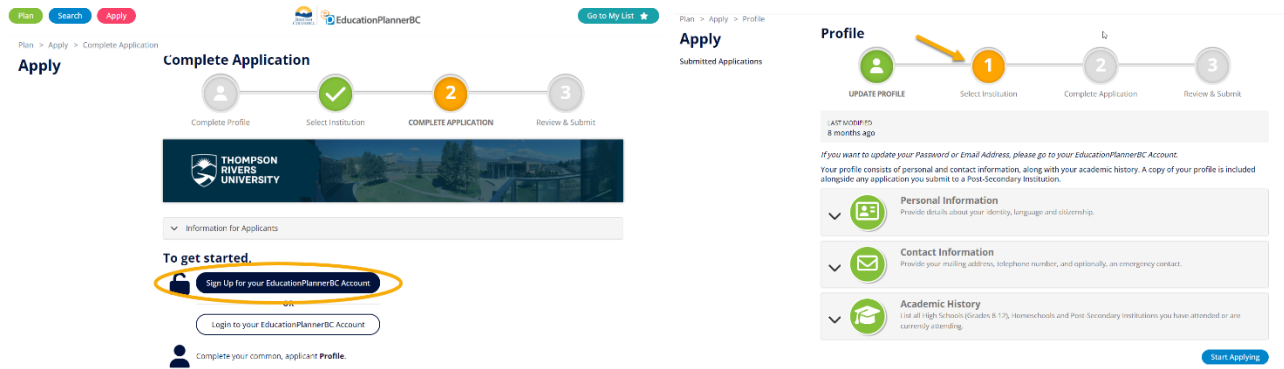 Plan
Search
Apply
BRITISH COLUMBIA
EducationPlannerBC
Go to My List
Plan > Apply > Complete Application
Apply
Complete Application
2
3
Complete Profile
Select Institution
COMPLETE APPLICATION
Review & Submit
THOMPSON
RIVERS
UNIVERSITY
Information for Applicants
To get started,
Sign Up for your EducationPlannerBC Account
OR
Login to your EducationPlannerBC Account
Complete your common, applicant Profile.
Plan > Apply > Profile
Apply
Submitted Applications
Profile
1
2
3
UPDATE PROFILE
Select Institution
Complete Application
Review & Submit
LAST MODIFIED
8 months ago
If you want to update your Password or Email Address, please go to your EducationPlannerBC Account.
Your profile consists of personal and contact information, along with your academic history. A copy of your profile is included
alongside any application you submit to a Post-Secondary Institution.
Personal Information
Provide details about your identity, language and citizenship.
Contact Information
Provide your mailing address, telephone number, and optionally, an emergency contact.
Academic History
List all High Schools (Grades 8-12), Homeschools and Post-Secondary Institutions you have attended or are
currently attending.
Start Applying